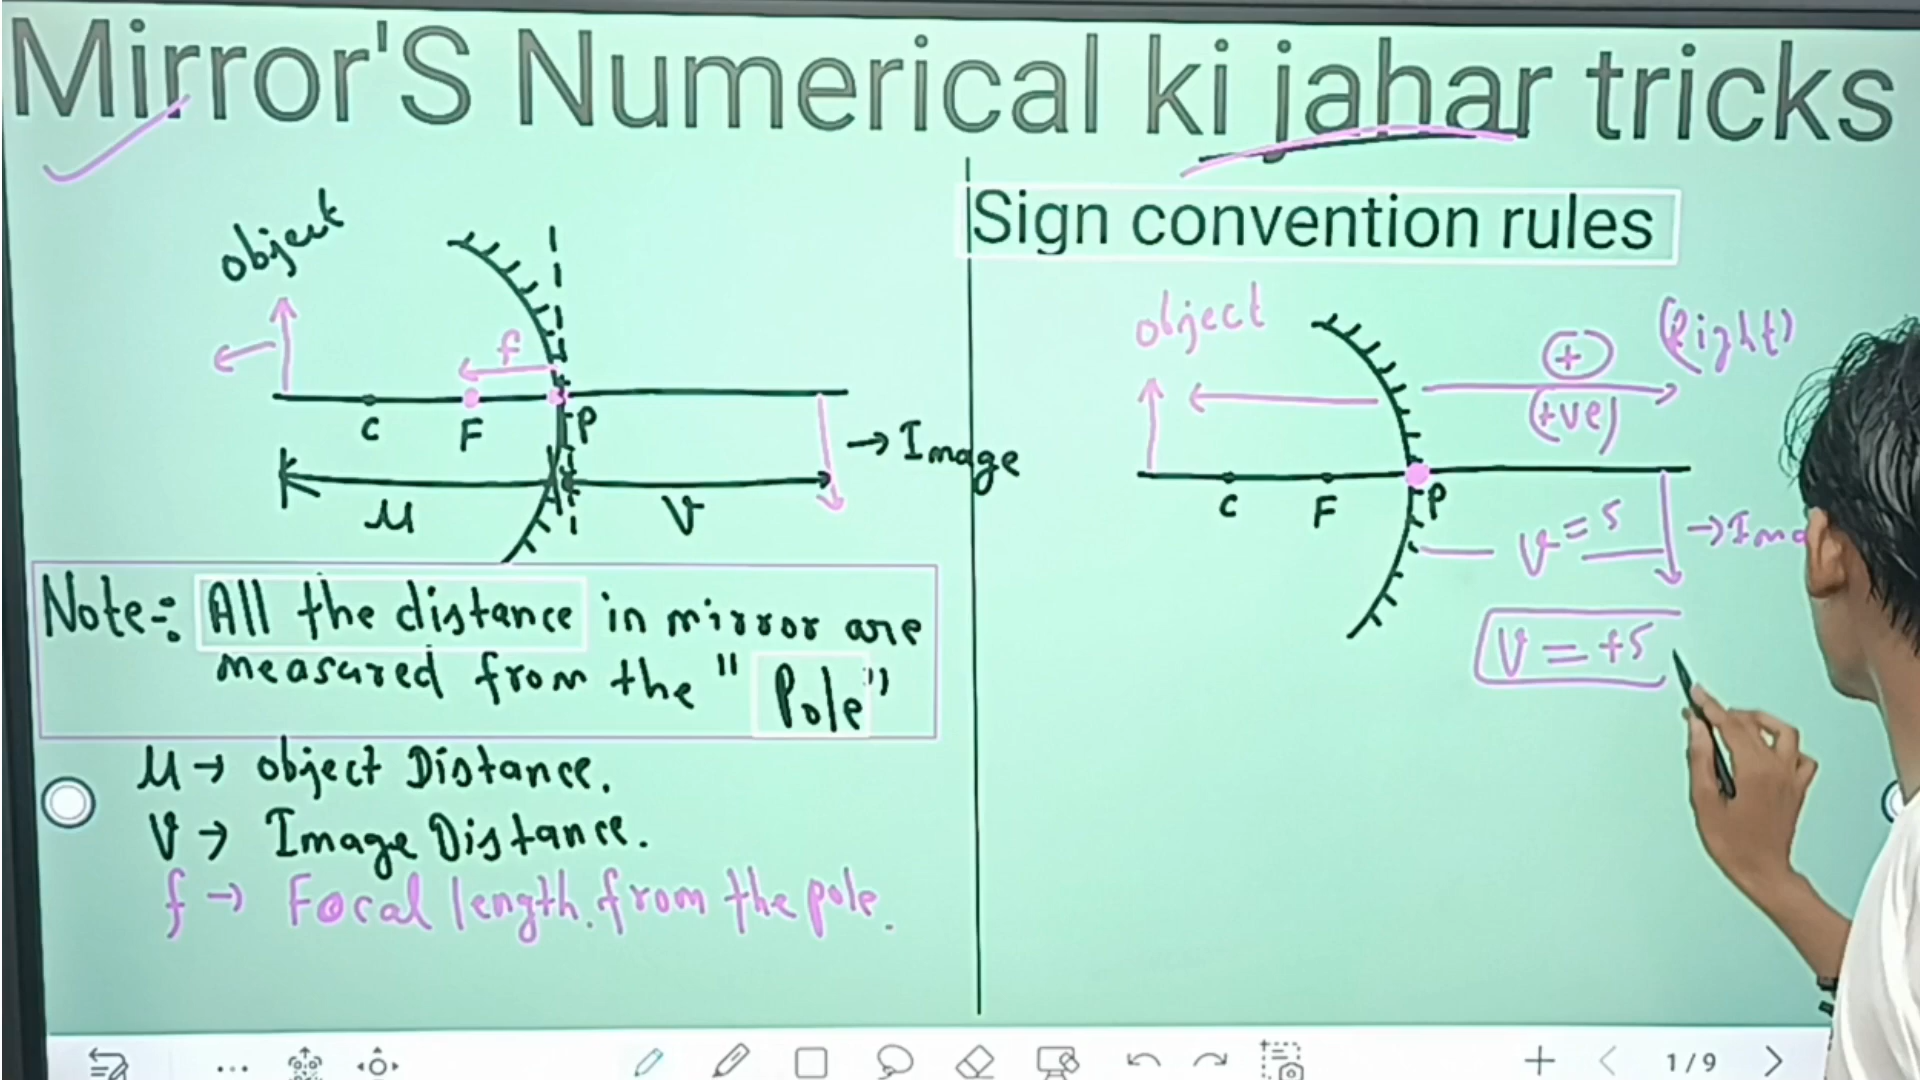 Mirror'S Numerical ki jahar tricks
object
f
C F P
→ Image
u v
Note-: All the distance in mirror are
measured from the "Pole"
u → object Distance.
v → Image Distance.
f → Focal length. from the pole.
Sign convention rules
object
+
(Right)
(+ve)
C F P
v = 5
→ Ima
v = +5
1/9